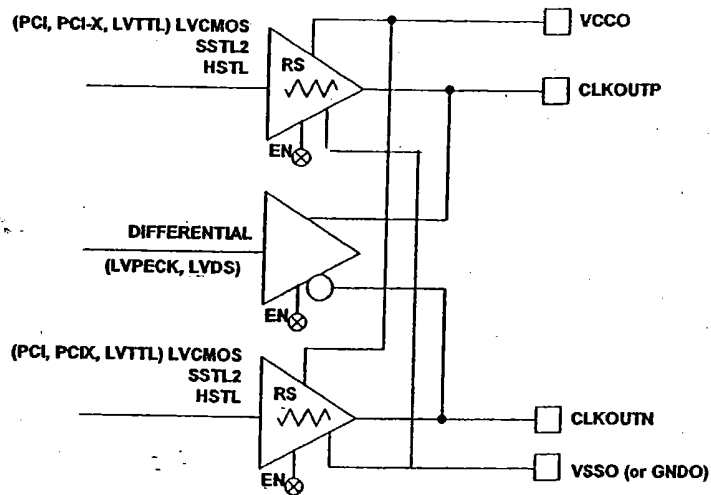 (PCI, PCI-X, LVTTL) LVCMOS
SSTL2
HSTL
RS
EN
VCCO
CLKOUTP
DIFFERENTIAL
(LVPECK, LVDS)
EN
(PCI, PCIX, LVTTL) LVCMOS
SSTL2
HSTL
RS
EN
CLKOUTN
VSSO (or GNDO)